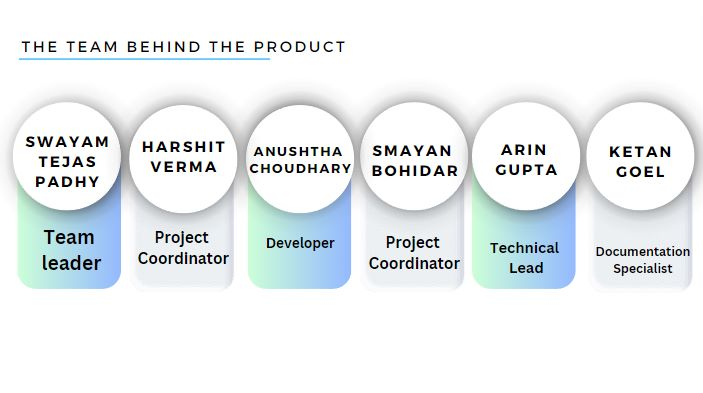 THE TEAM BEHIND THE PRODUCT
SWAYAM
TEJAS
PADHY
Team
leader
HARSHIT
VERMA
Project
Coordinator
ANUSHTHA
CHOUDHARY
Developer
SMAYAN
BOHIDAR
Project
Coordinator
ARIN
GUPTA
Technical
Lead
KETAN
GOEL
Documentation
Specialist